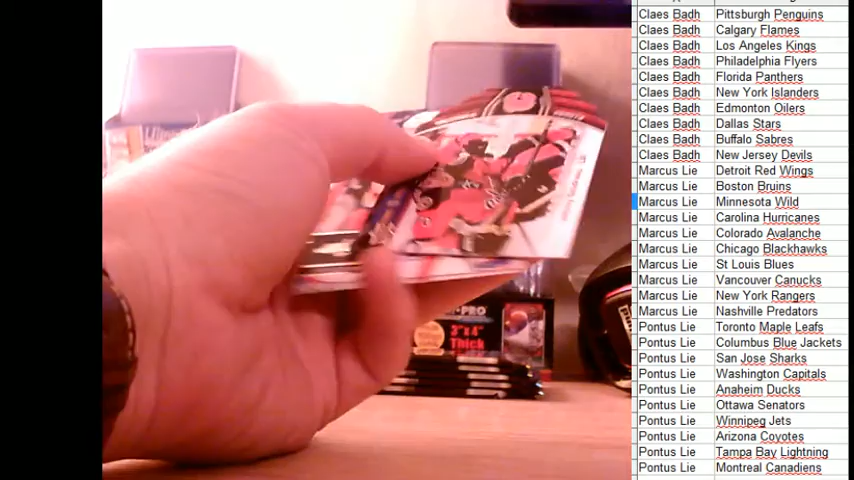 Claes Badh Pittsburgh Penguins
Claes Badh Calgary Flames
Claes Badh Los Angeles Kings
Claes Badh Philadelphia Flyers
Claes Badh Florida Panthers
Claes Badh New York Islanders
Claes Badh Edmonton Oilers
Claes Badh Dallas Stars
Claes Badh Buffalo Sabres
Claes Badh New Jersey Devils
Marcus Lie Detroit Red Wings
Marcus Lie Boston Bruins
Marcus Lie Minnesota Wild
Marcus Lie Carolina Hurricanes
Marcus Lie Colorado Avalanche
Marcus Lie Chicago Blackhawks
Marcus Lie St Louis Blues
Marcus Lie Vancouver Canucks
Marcus Lie New York Rangers
Marcus Lie Nashville Predators
Pontus Lie Toronto Maple Leafs
Pontus Lie Columbus Blue Jackets
Pontus Lie San Jose Sharks
Pontus Lie Washington Capitals
Pontus Lie Anaheim Ducks
Pontus Lie Ottawa Senators
Pontus Lie Winnipeg Jets
Pontus Lie Arizona Coyotes
Pontus Lie Tampa Bay Lightning
Pontus Lie Montreal Canadiens
PRO
3"x4"
Thick